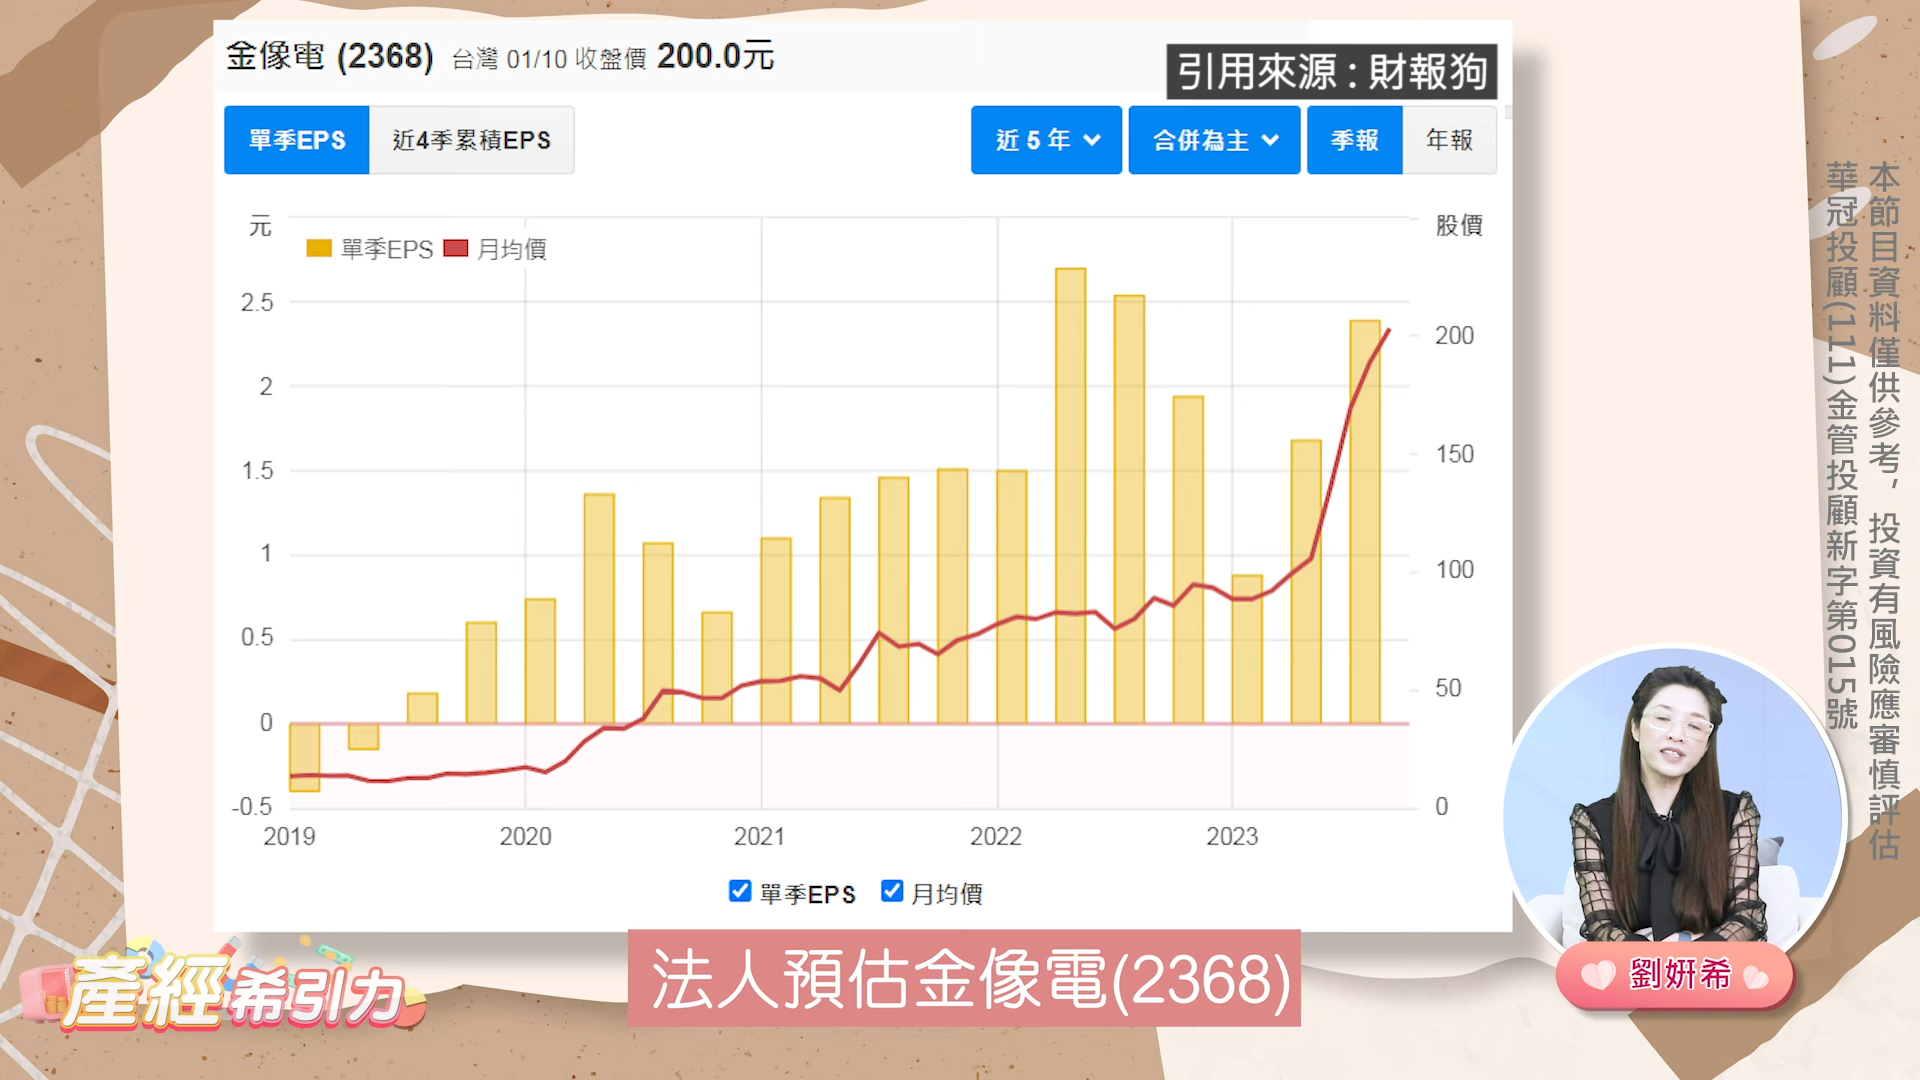 金像電 (2368) 台灣 01/10 收盤價 200.0元
引用來源 : 財報狗
單季EPS 近4季累積EPS
近 5 年 合併為主 季報 年報
元
股價
單季EPS 月均價
2.5
2
1.5
1
0.5
0
-0.5
200
150
100
50
0
2019 2020 2021 2022 2023
單季EPS 月均價
本節目資料僅供參考，投資有風險應審慎評估
華冠投顧(111)金管投顧新字第015號
產經希引力
法人預估金像電(2368)
劉妍希